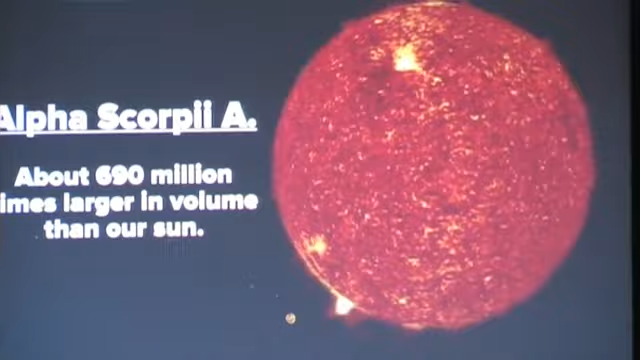 Alpha Scorpii A.
About 690 million
imes larger in volume
than our sun.